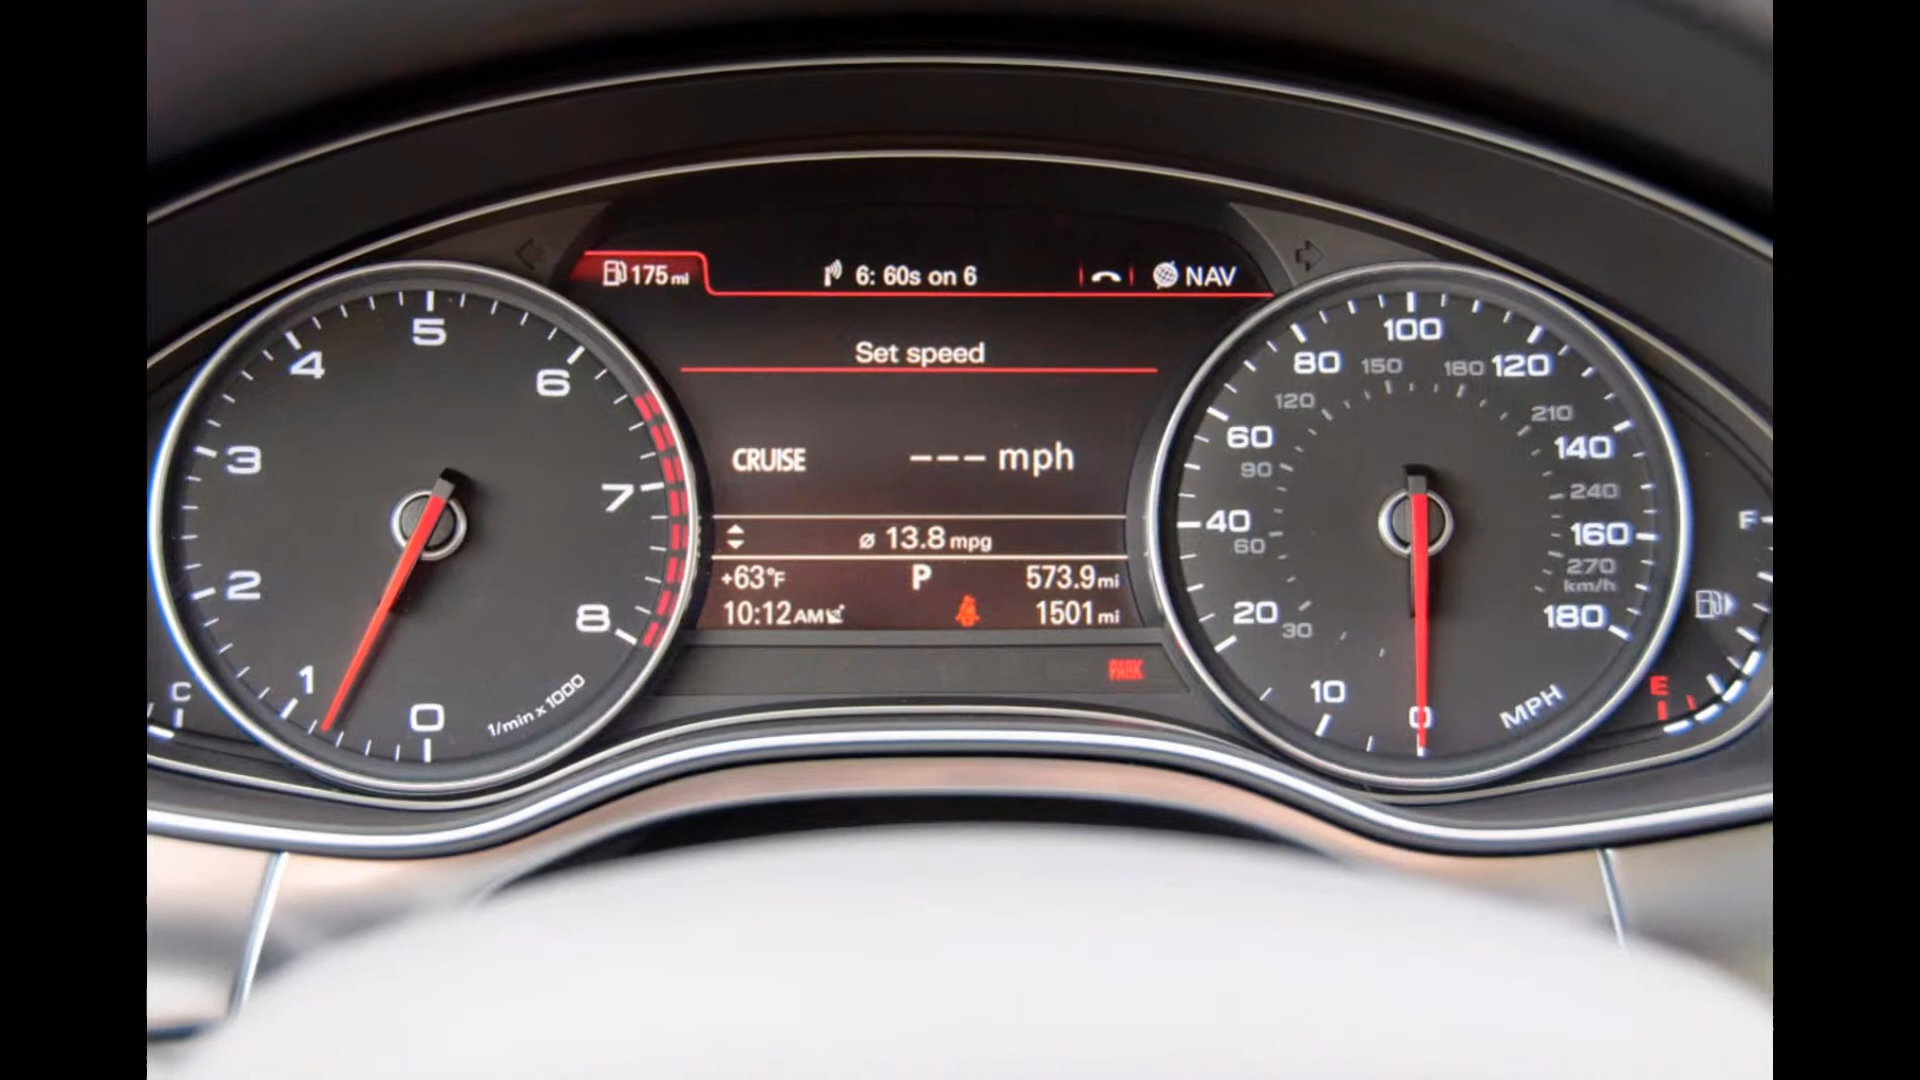 175 mi
6: 60s on 6
NAV
Set speed
CRUISE
--- mph
ø 13.8 mpg
+63°F
P
573.9 mi
10:12 AM
1501 mi
PARK
0
1
2
3
4
5
6
7
8
1/min x 1000
C
0
10
20
40
60
80
100
120
140
160
180
MPH
30
60
90
120
150
180
210
240
270
km/h
F
E